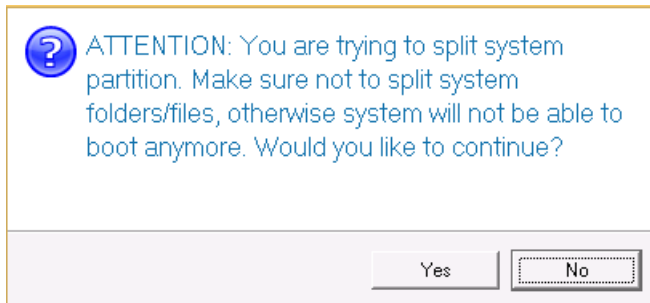 ATTENTION: You are trying to split system
partition. Make sure not to split system
folders/files, otherwise system will not be able to
boot anymore. Would you like to continue?
Yes No